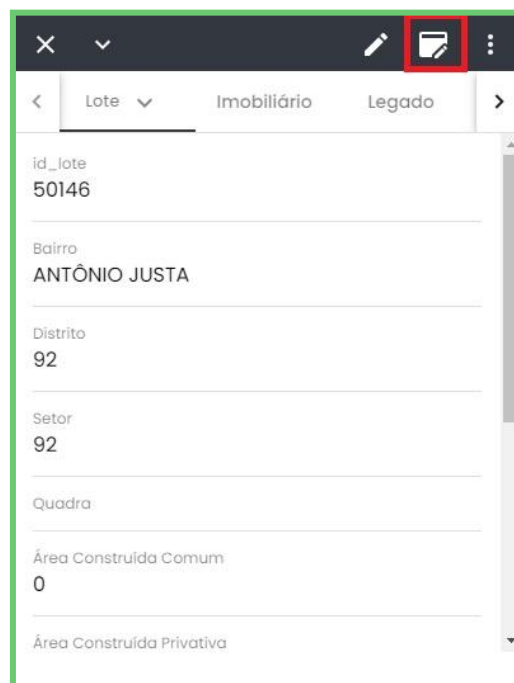 Lote
Imobiliário
Legado
id_lote
50146
Bairro
ANTÔNIO JUSTA
Distrito
92
Setor
92
Quadra
Área Construída Comum
0
Área Construída Privativa